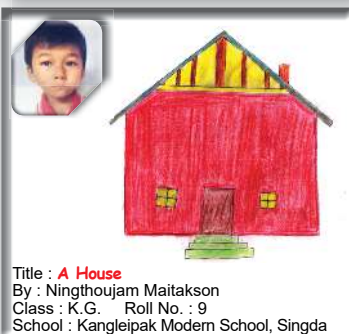 Title : A House
By : Ningthoujam Maitakson
Class : K.G. Roll No. : 9
School : Kangleipak Modern School, Singda